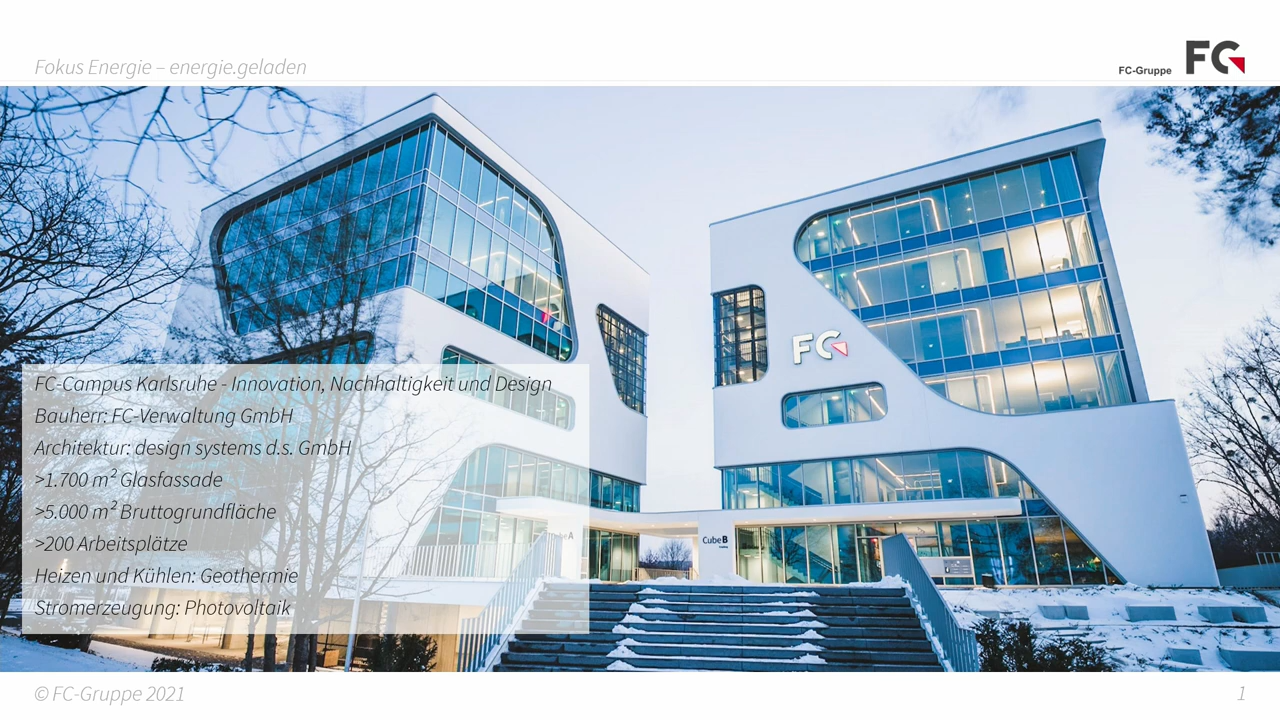 Fokus Energie – energie.geladen
FC-Gruppe FC
FC
FC-Campus Karlsruhe - Innovation, Nachhaltigkeit und Design
Bauherr: FC-Verwaltung GmbH
Architektur: design systems d.s. GmbH
>1.700 m² Glasfassade
>5.000 m² Bruttogrundfläche
>200 Arbeitsplätze
Heizen und Kühlen: Geothermie
Stromerzeugung: Photovoltaik
Cube B
© FC-Gruppe 2021
1